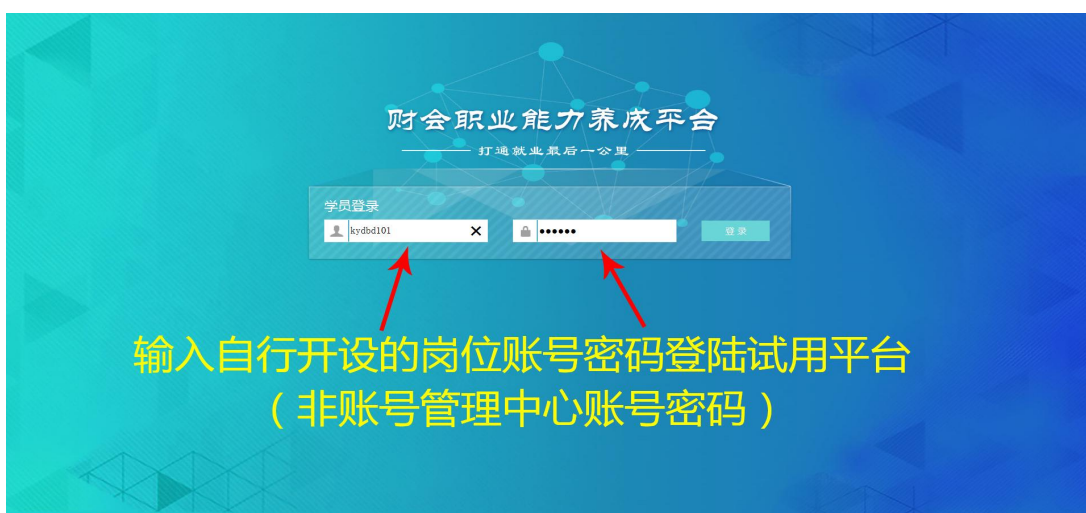 财会职业能力养成平台
打通就业最后一公里
学员登录
kydbd101
••••••
登录
输入自行开设的岗位账号密码登陆试用平台
（非账号管理中心账号密码）